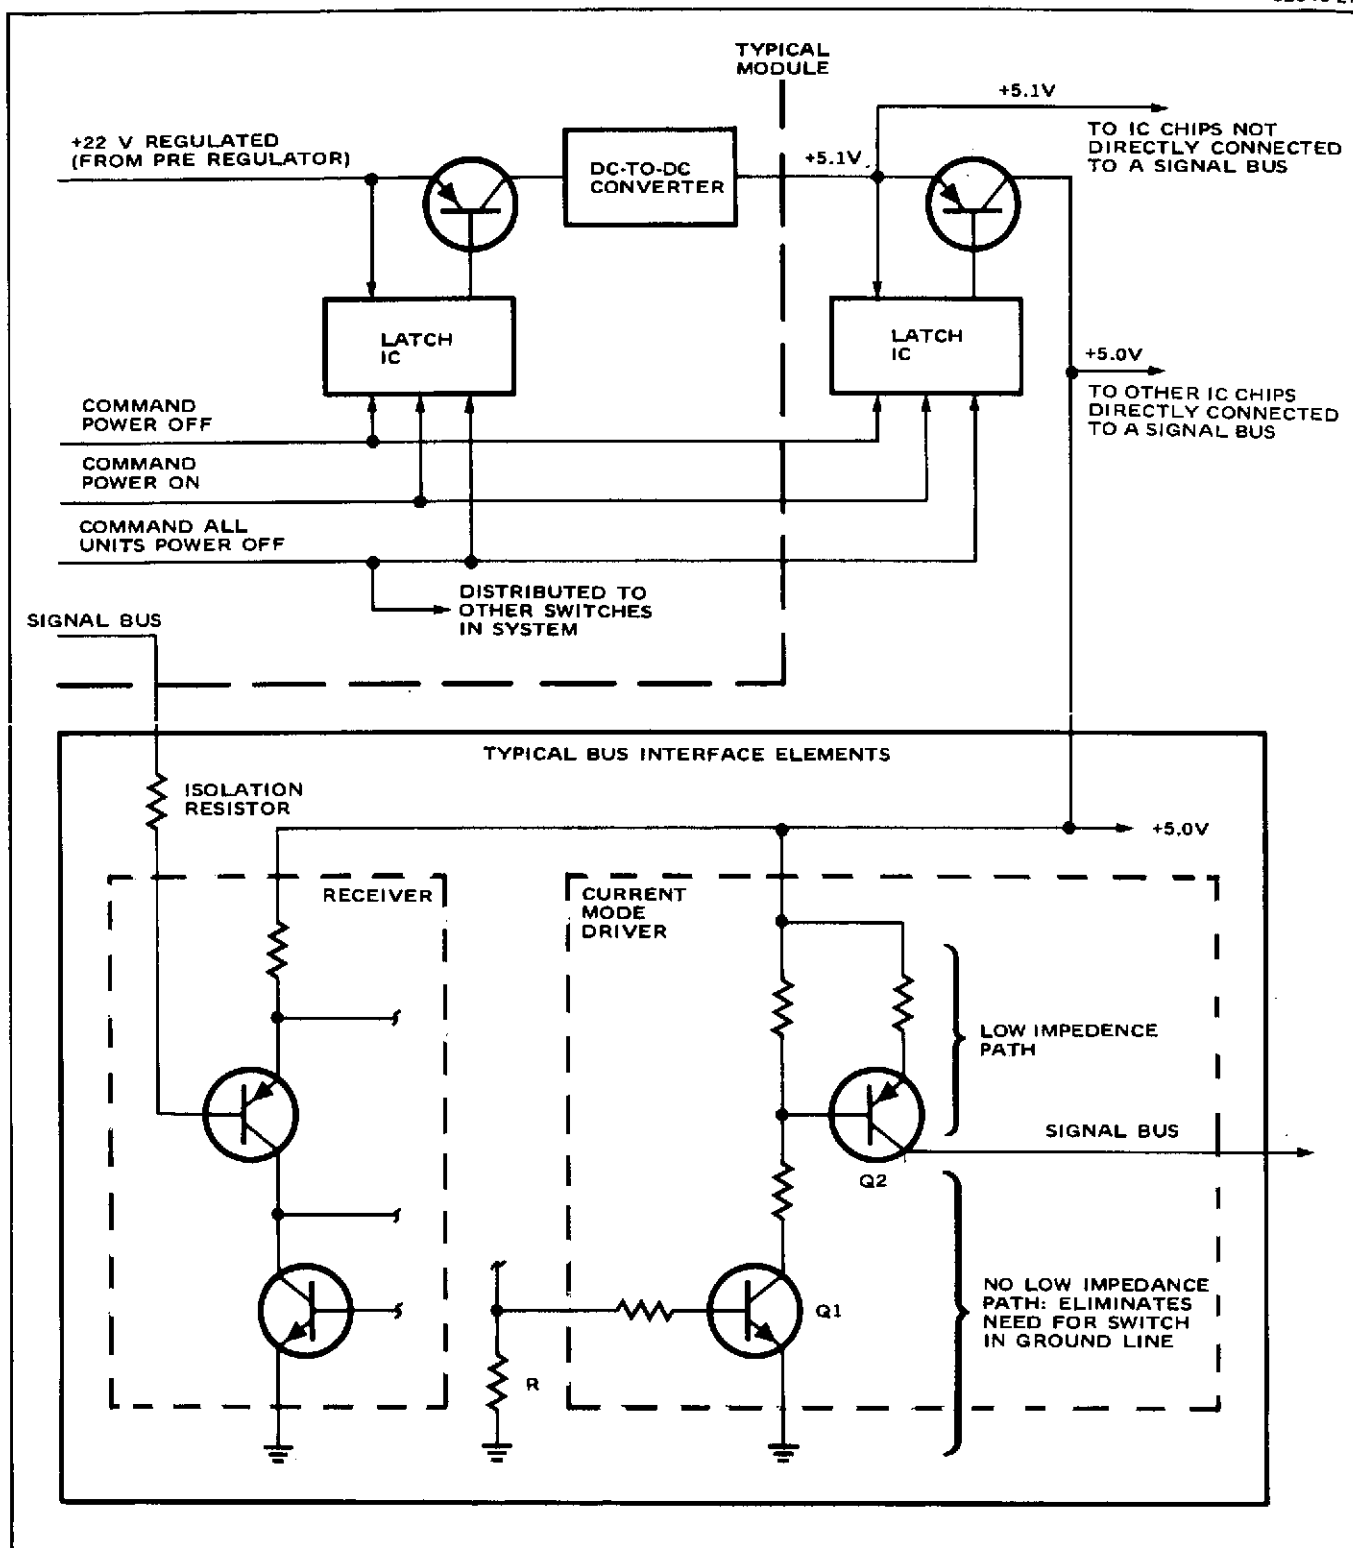 TYPICAL
MODULE
+5.1V
+22 V REGULATED
(FROM PRE REGULATOR)
DC-TO-DC
CONVERTER
+5.1V
TO IC CHIPS NOT
DIRECTLY CONNECTED
TO A SIGNAL BUS
LATCH
IC
LATCH
IC
+5.0V
COMMAND
POWER OFF
TO OTHER IC CHIPS
DIRECTLY CONNECTED
TO A SIGNAL BUS
COMMAND
POWER ON
COMMAND ALL
UNITS POWER OFF
DISTRIBUTED TO
OTHER SWITCHES
IN SYSTEM
SIGNAL BUS
TYPICAL BUS INTERFACE ELEMENTS
ISOLATION
RESISTOR
+5.0V
RECEIVER
CURRENT
MODE
DRIVER
LOW IMPEDENCE
PATH
SIGNAL BUS
Q2
Q1
NO LOW IMPEDANCE
PATH: ELIMINATES
NEED FOR SWITCH
IN GROUND LINE
R